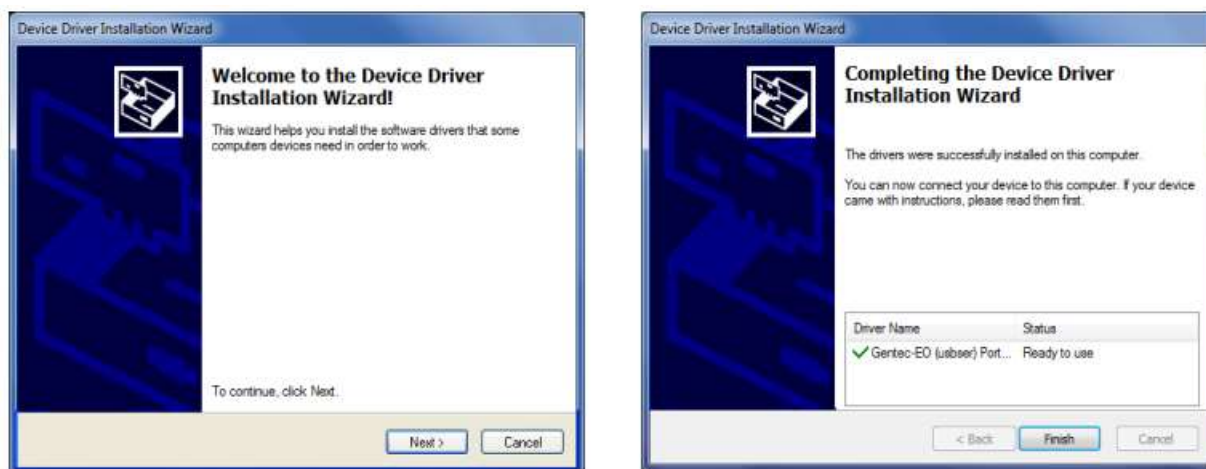 Device Driver Installation Wizard
Welcome to the Device Driver
Installation Wizard!
This wizard helps you install the software drivers that some
computers devices need in order to work.
To continue, click Next.
Next >
Cancel
Device Driver Installation Wizard
Completing the Device Driver
Installation Wizard
The drivers were successfully installed on this computer.
You can now connect your device to this computer. If your device
came with instructions, please read them first.
Driver Name Status
Gentec-EO (usbser) Port... Ready to use
< Back
Finish
Cancel